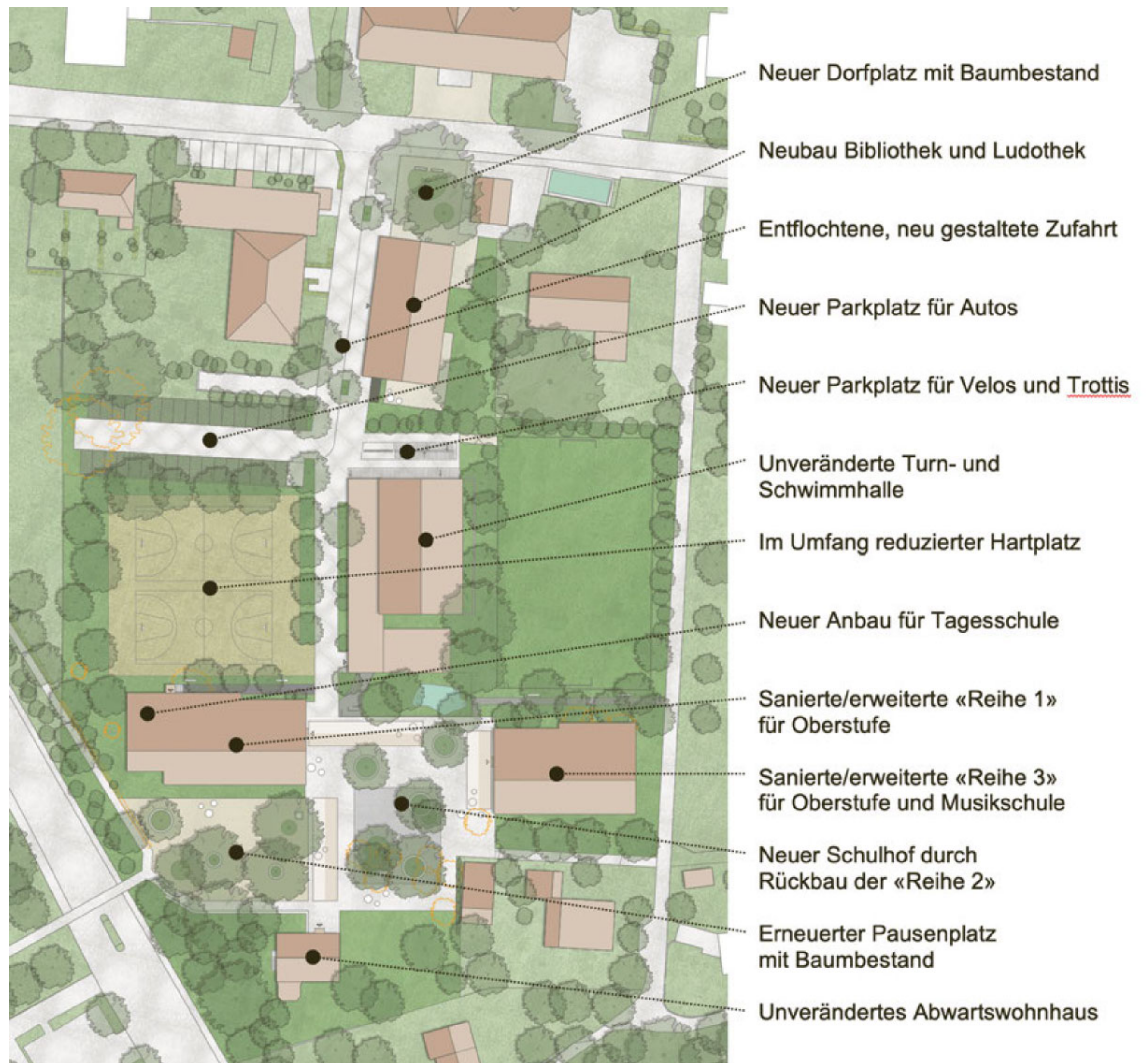 Neuer Dorfplatz mit Baumbestand
Neubau Bibliothek und Ludothek
Entflochtene, neu gestaltete Zufahrt
Neuer Parkplatz für Autos
Neuer Parkplatz für Velos und Trottis
Unveränderte Turn- und
Schwimmhalle
Im Umfang reduzierter Hartplatz
Neuer Anbau für Tagesschule
Sanierte/erweiterte «Reihe 1»
für Oberstufe
Sanierte/erweiterte «Reihe 3»
für Oberstufe und Musikschule
Neuer Schulhof durch
Rückbau der «Reihe 2»
Erneuerter Pausenplatz
mit Baumbestand
Unverändertes Abwartswohnhaus